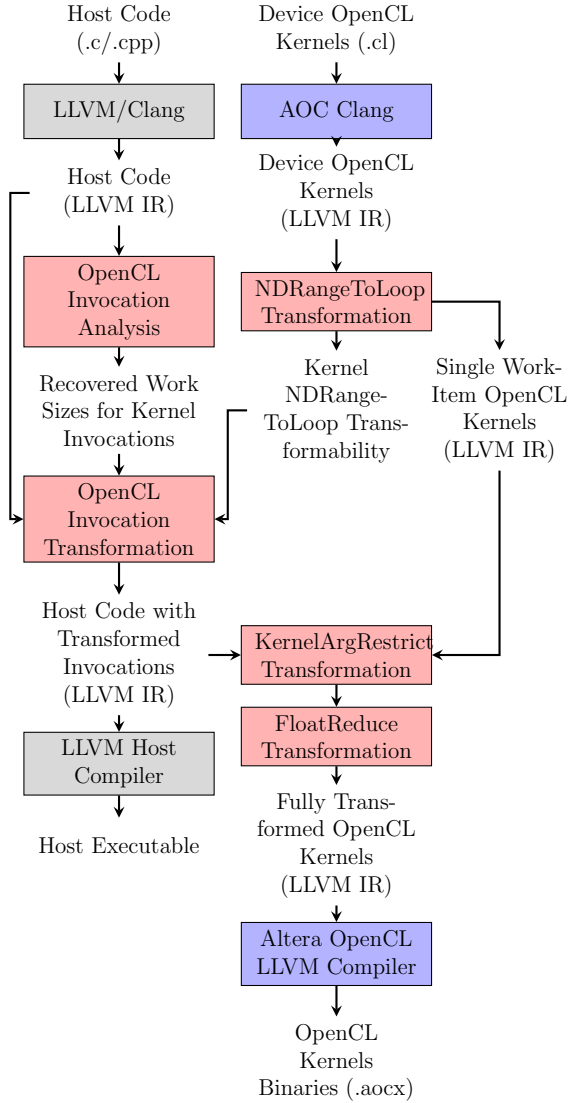 Host Code
(.c/.cpp)
Device OpenCL
Kernels (.cl)
LLVM/Clang
AOC Clang
Host Code
(LLVM IR)
Device OpenCL
Kernels
(LLVM IR)
OpenCL
Invocation
Analysis
NDRangeToLoop
Transformation
Recovered Work
Sizes for Kernel
Invocations
Kernel
NDRange-
ToLoop Trans-
formability
Single Work-
Item OpenCL
Kernels
(LLVM IR)
OpenCL
Invocation
Transformation
Host Code with
Transformed
Invocations
(LLVM IR)
KernelArgRestrict
Transformation
FloatReduce
Transformation
LLVM Host
Compiler
Host Executable
Fully Trans-
formed OpenCL
Kernels
(LLVM IR)
Altera OpenCL
LLVM Compiler
OpenCL
Kernels
Binaries (.aocx)